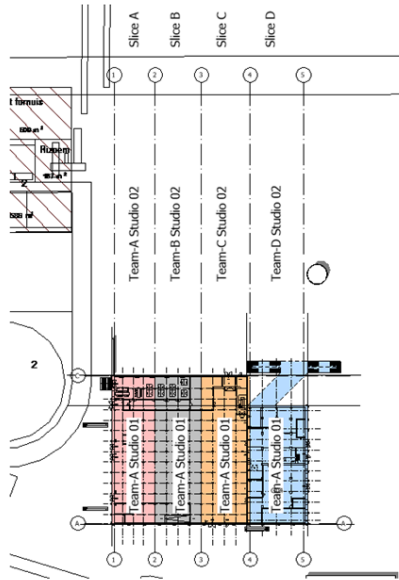 Slice A
Slice B
Slice C
Slice D
1
2
3
4
5
Team-A Studio 02
Team-B Studio 02
Team-C Studio 02
Team-D Studio 02
2
2
C
Team-A Studio 01
Team-A Studio 01
Team-A Studio 01
Team-A Studio 01
A
A
1
2
3
4
5